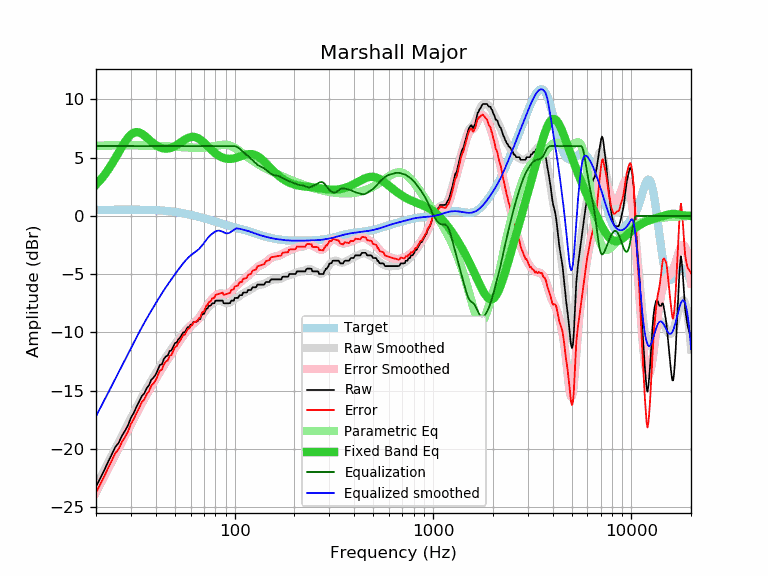 Marshall Major
10
5
0
−5
−10
−15
−20
−25
Amplitude (dBr)
Target
Raw Smoothed
Error Smoothed
Raw
Error
Parametric Eq
Fixed Band Eq
Equalization
Equalized smoothed
100 1000 10000
Frequency (Hz)